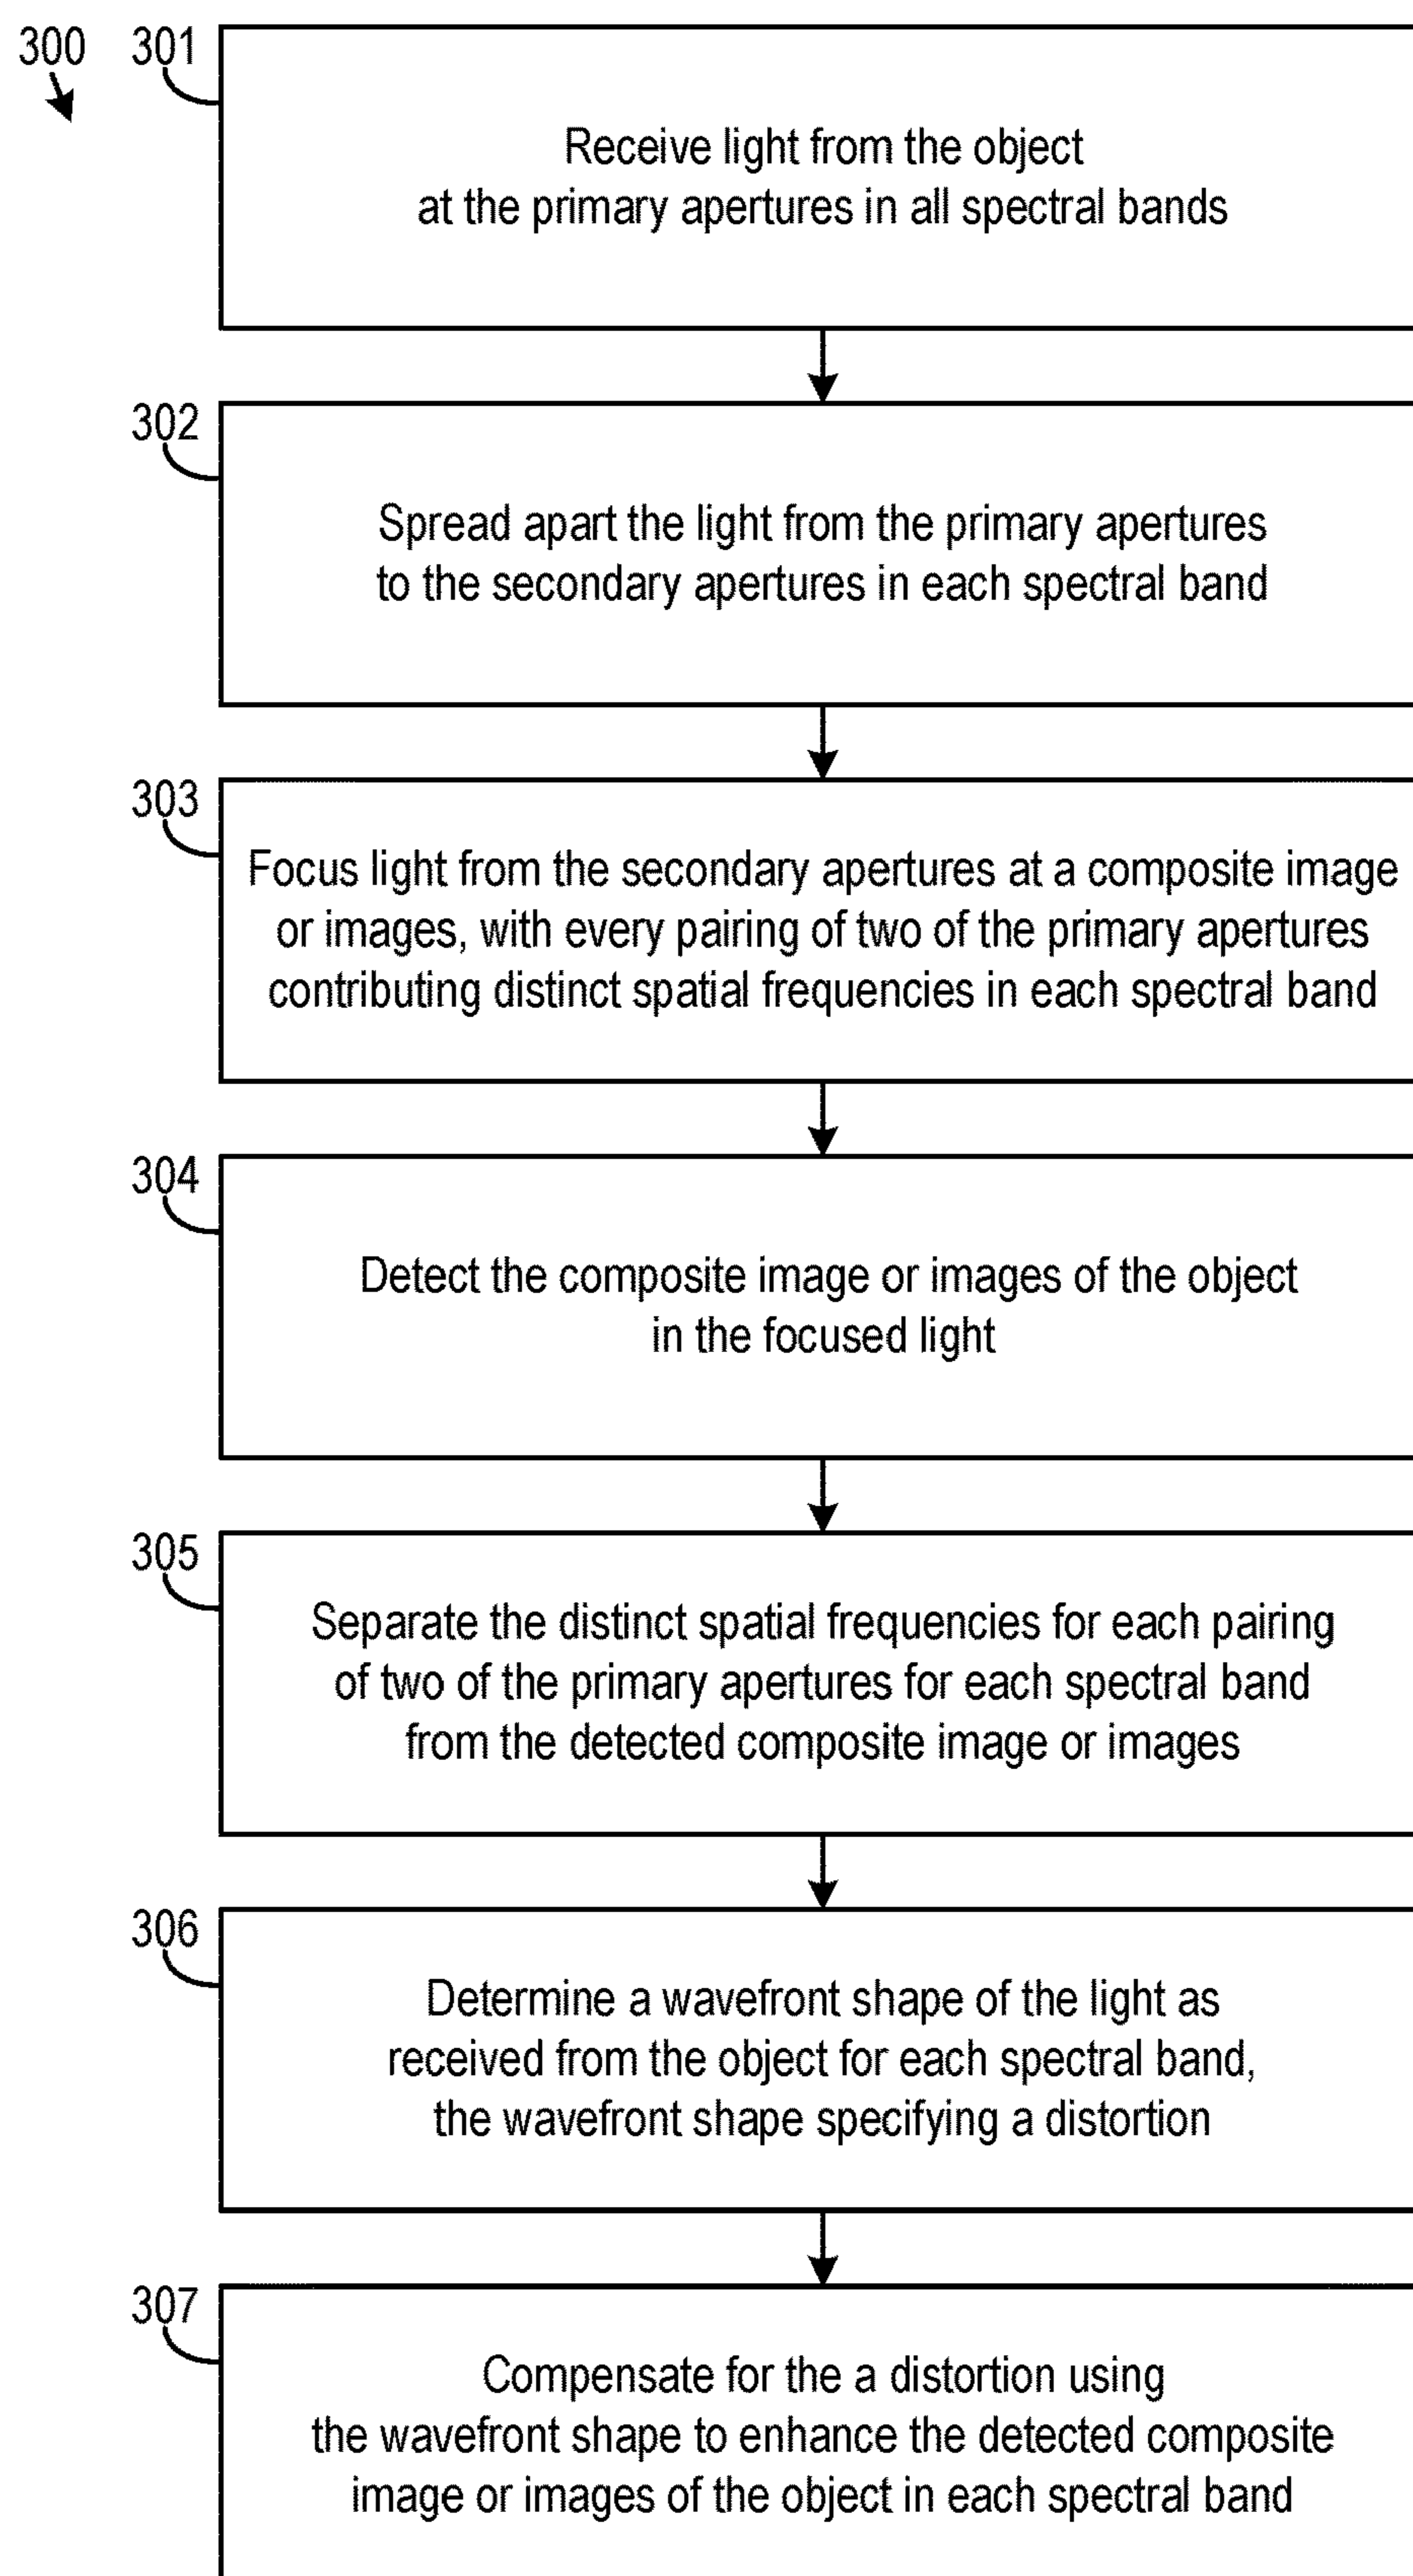 300
301
Receive light from the object
at the primary apertures in all spectral bands
302
Spread apart the light from the primary apertures
to the secondary apertures in each spectral band
303
Focus light from the secondary apertures at a composite image
or images, with every pairing of two of the primary apertures
contributing distinct spatial frequencies in each spectral band
304
Detect the composite image or images of the object
in the focused light
305
Separate the distinct spatial frequencies for each pairing
of two of the primary apertures for each spectral band
from the detected composite image or images
306
Determine a wavefront shape of the light as
received from the object for each spectral band,
the wavefront shape specifying a distortion
307
Compensate for the a distortion using
the wavefront shape to enhance the detected composite
image or images of the object in each spectral band